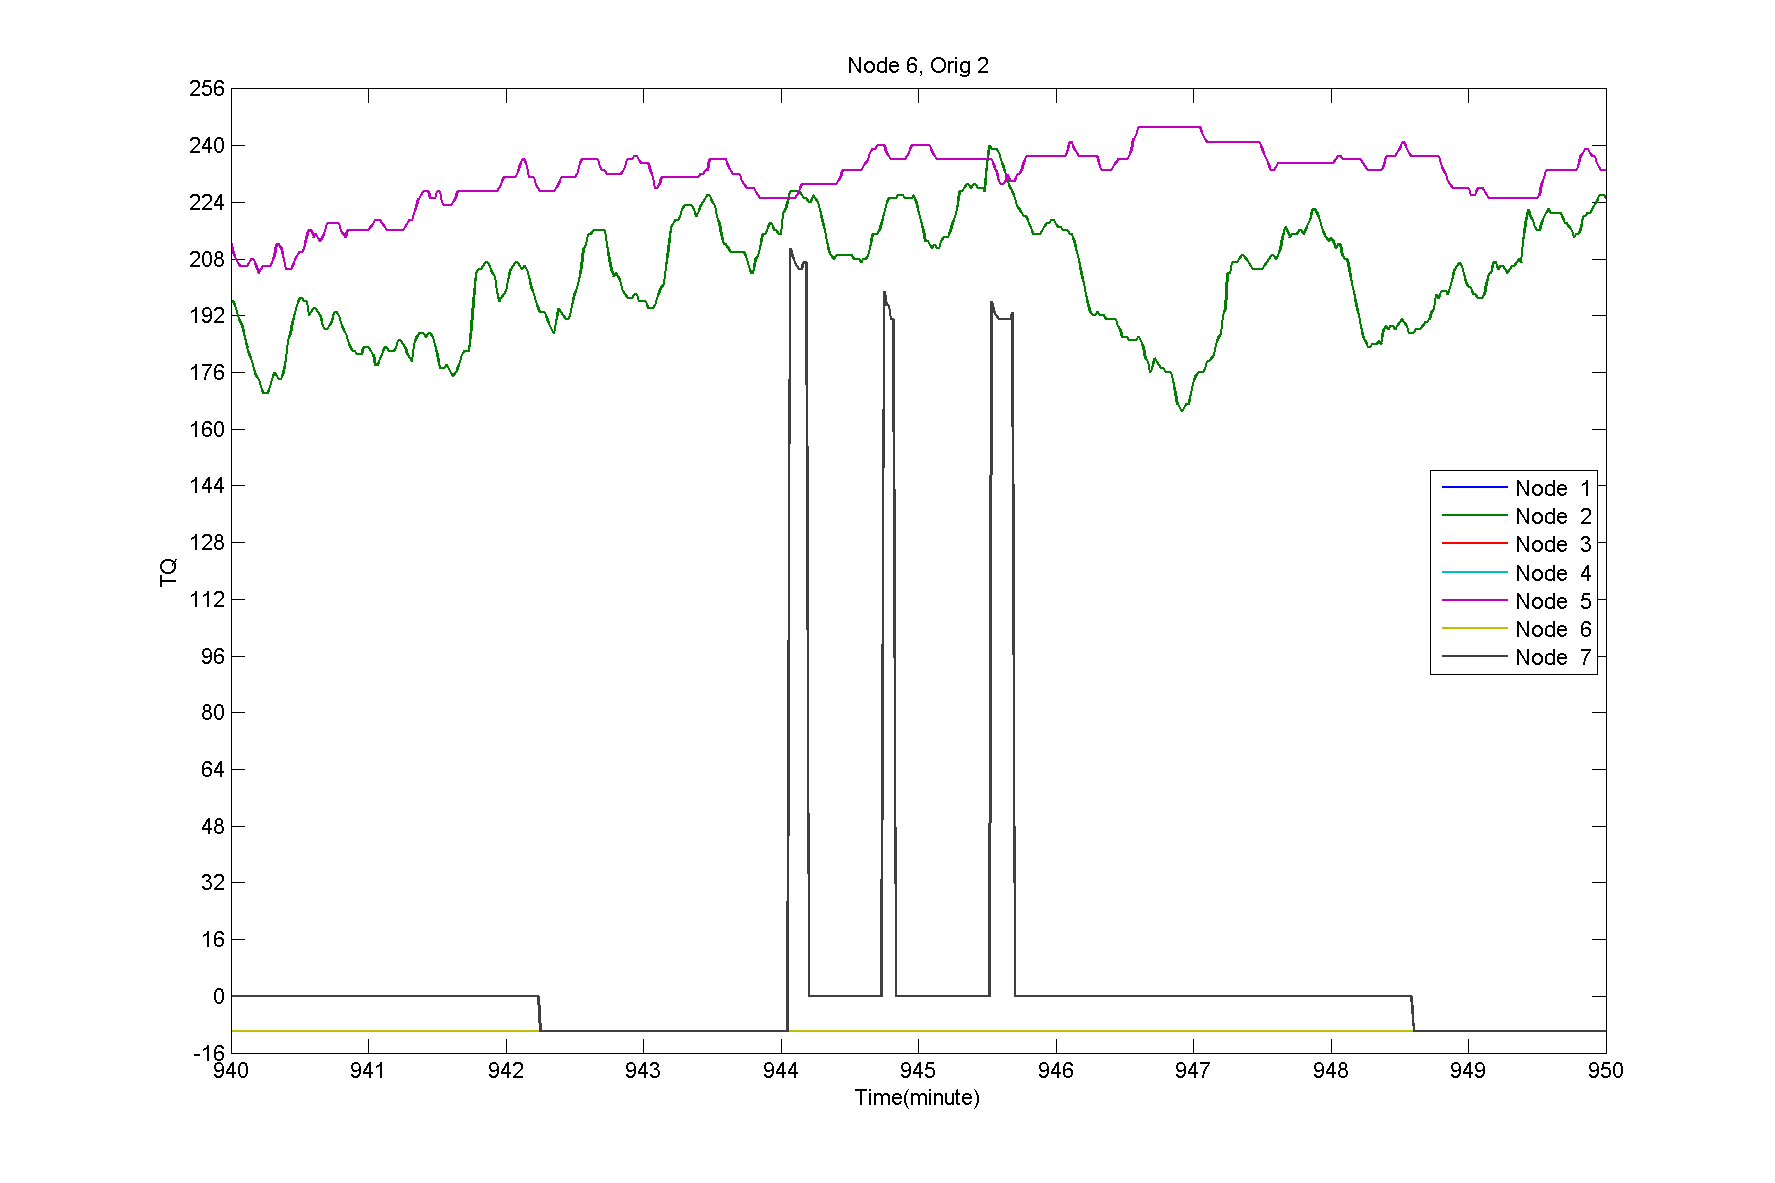 Node 6, Orig 2
256
240
224
208
192
176
160
144
128
112
96
80
64
48
32
16
0
-16
TQ
Node 1
Node 2
Node 3
Node 4
Node 5
Node 6
Node 7
940 941 942 943 944 945 946 947 948 949 950
Time(minute)